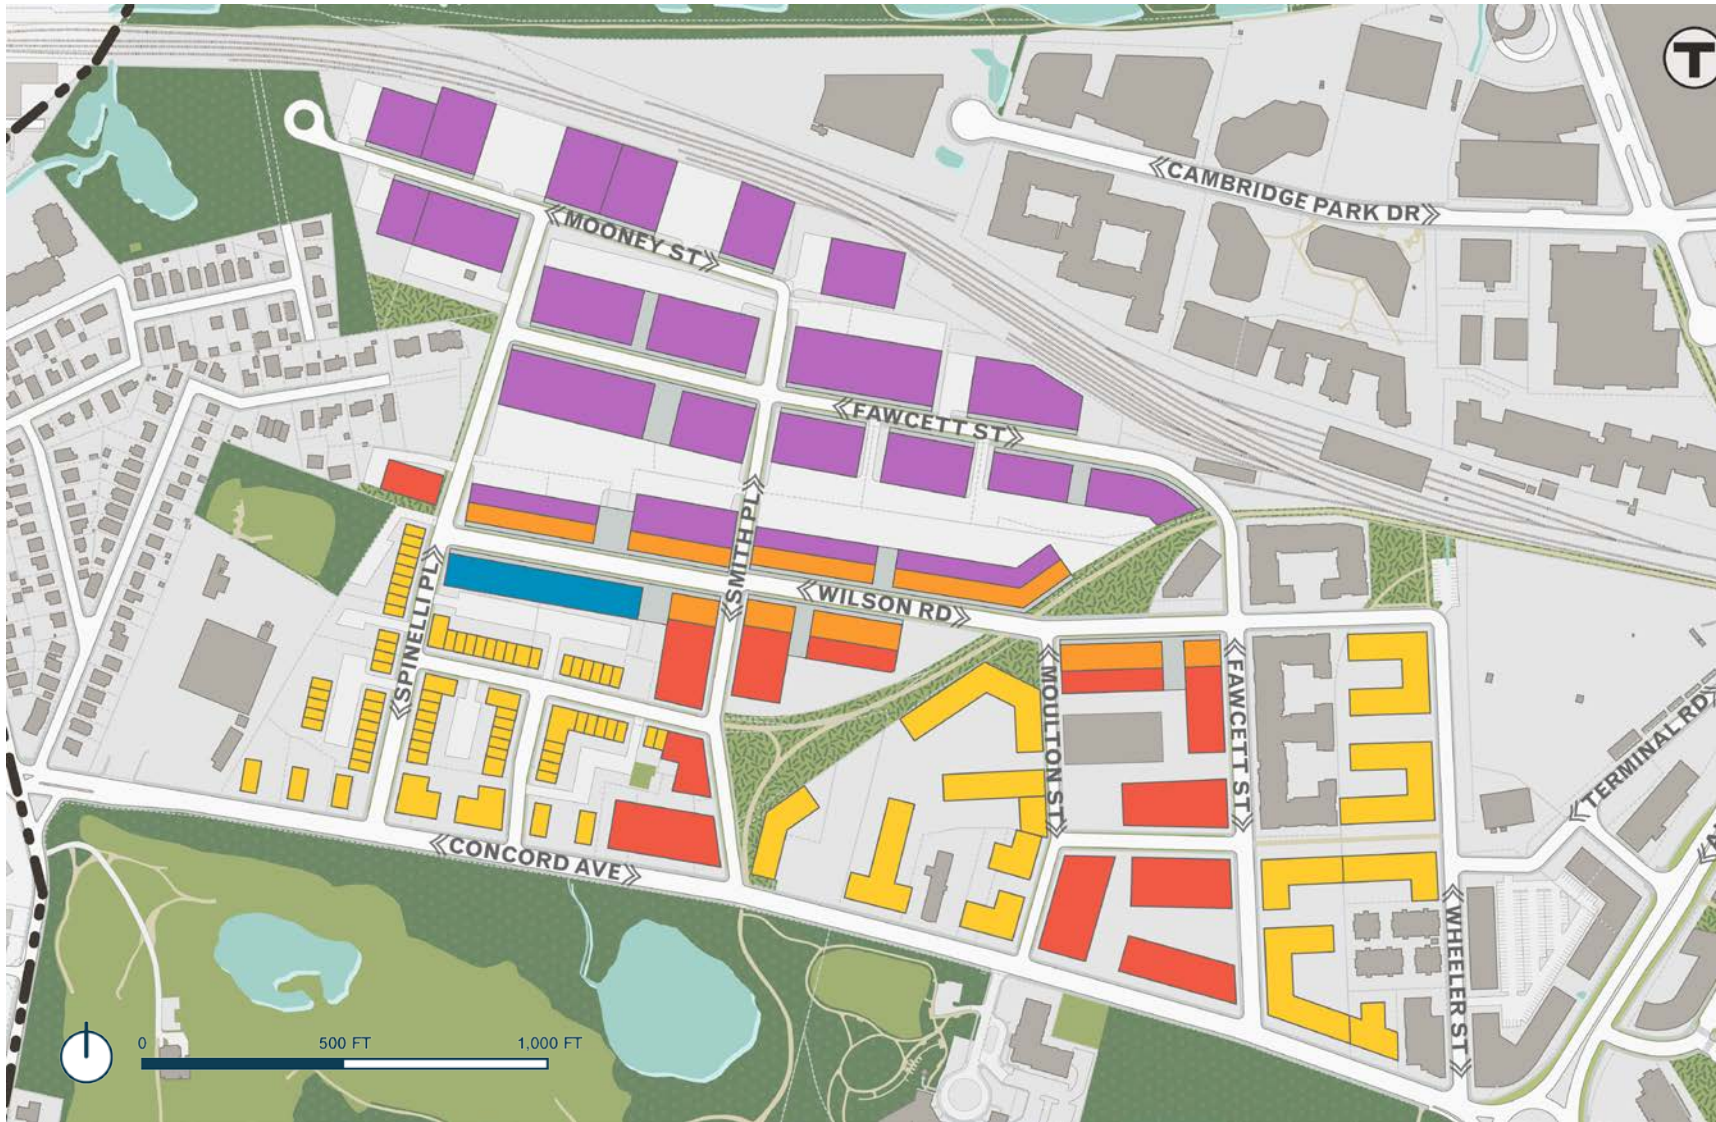 T
CAMBRIDGE PARK DR
MOONEY ST
FAWCETT ST
SMITH PL
WILSON RD
SPINELLI PL
MOULTON ST
FAWCETT ST
TERMINAL RD
CONCORD AVE
WHEELER ST
0 500 FT 1,000 FT